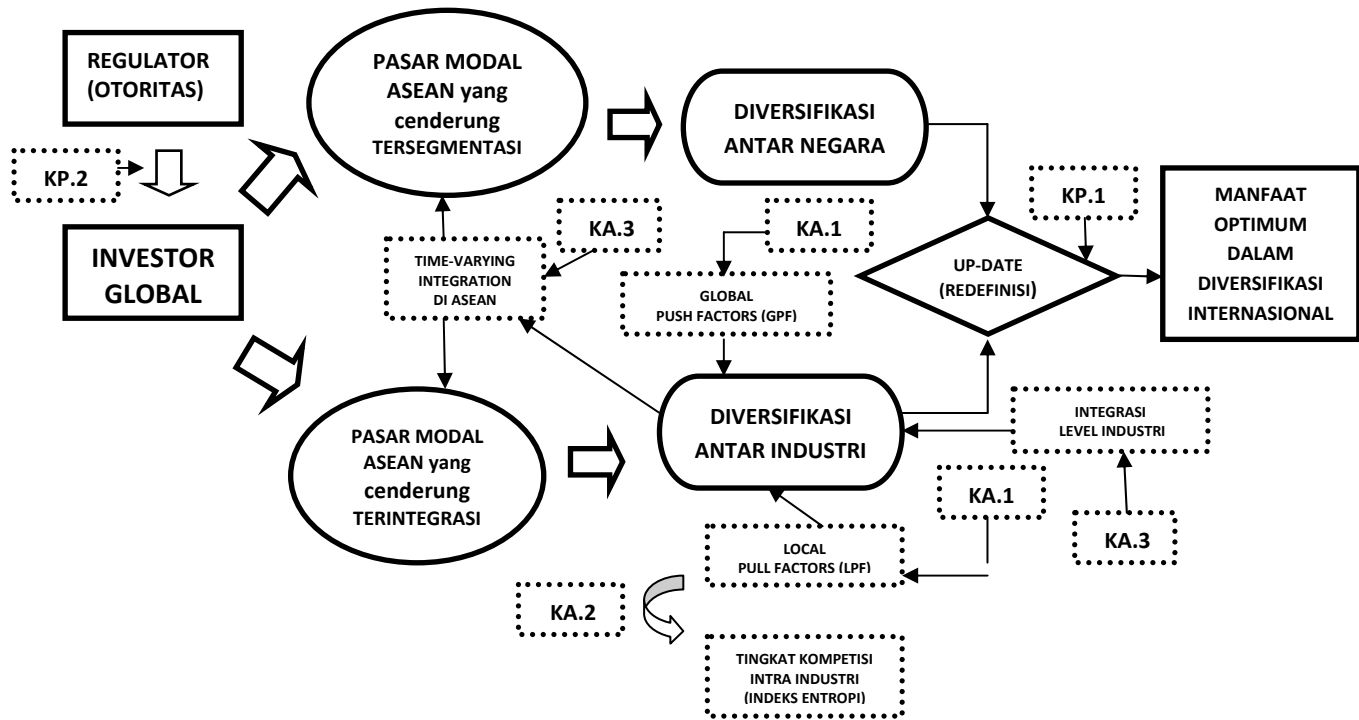 REGULATOR
(OTORITAS)
KP.2
INVESTOR
GLOBAL
PASAR MODAL
ASEAN yang
cenderung
TERSEGMENTASI
TIME-VARYING
INTEGRATION
DI ASEAN
KA.3
PASAR MODAL
ASEAN yang
cenderung
TERINTEGRASI
DIVERSIFIKASI
ANTAR NEGARA
KA.1
GLOBAL
PUSH FACTORS (GPF)
DIVERSIFIKASI
ANTAR INDUSTRI
LOCAL
PULL FACTORS (LPF)
KA.2
TINGKAT KOMPETISI
INTRA INDUSTRI
(INDEKS ENTROPI)
KP.1
UP-DATE
(REDEFINISI)
INTEGRASI
LEVEL INDUSTRI
KA.1
KA.3
MANFAAT
OPTIMUM
DALAM
DIVERSIFIKASI
INTERNASIONAL